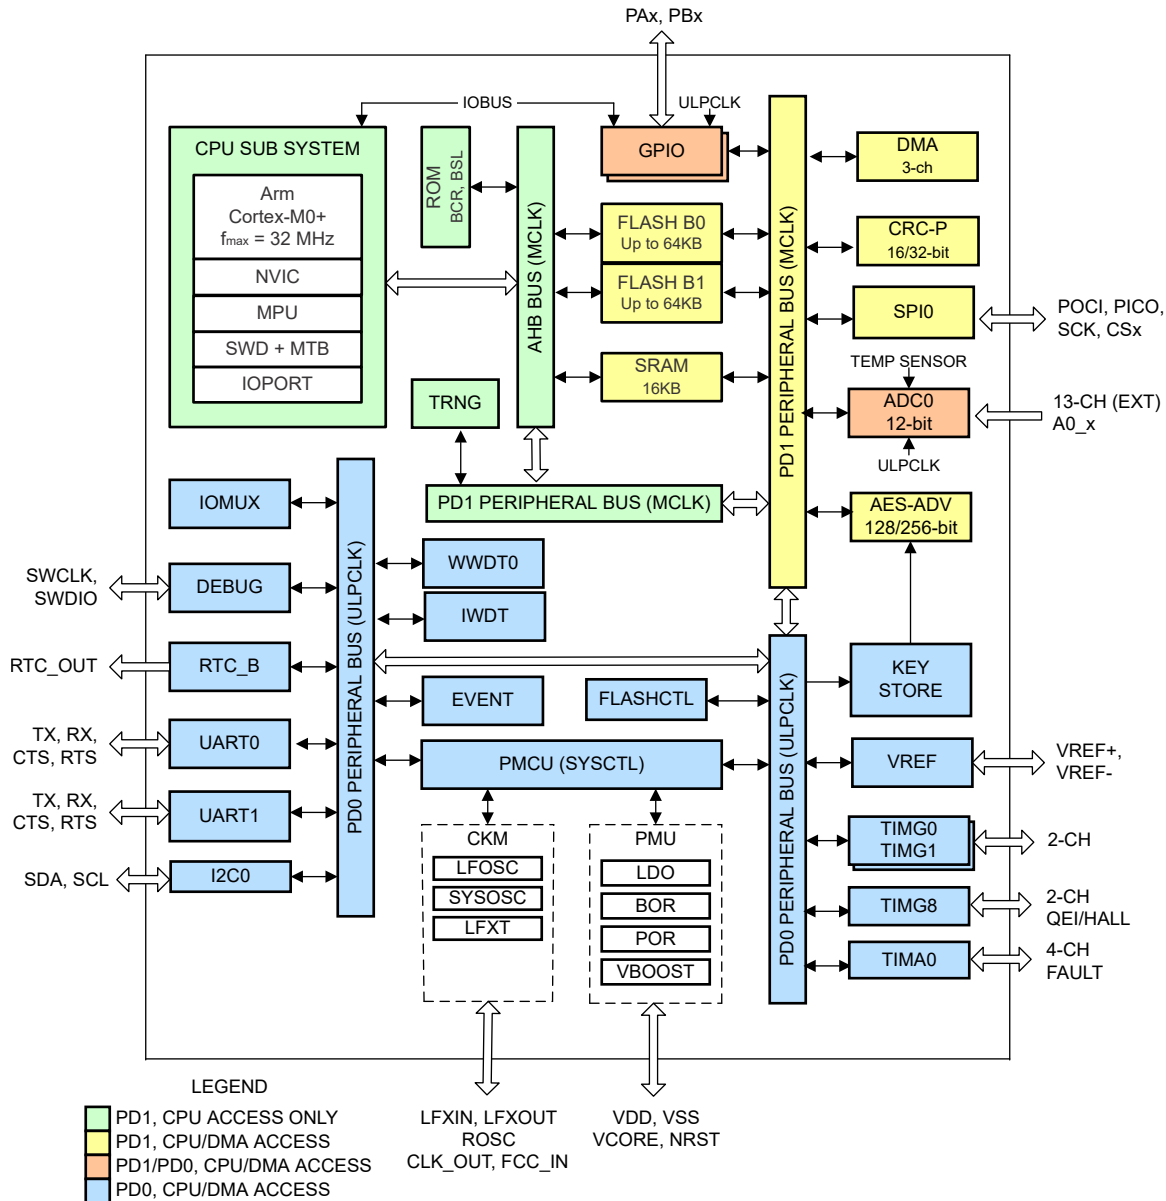 PAx, PBx
IOBUS
ULPCLK
CPU SUB SYSTEM
Arm
Cortex-M0+
fmax = 32 MHz
NVIC
MPU
SWD + MTB
IOPORT
ROM
BCR, BSL
AHB BUS (MCLK)
GPIO
FLASH B0
Up to 64KB
FLASH B1
Up to 64KB
SRAM
16KB
TRNG
PD1 PERIPHERAL BUS (MCLK)
PD1 PERIPHERAL BUS (MCLK)
DMA
3-ch
CRC-P
16/32-bit
SPI0
POCI, PICO,
SCK, CSx
TEMP SENSOR
ADC0
12-bit
ULPCLK
13-CH (EXT)
A0_x
AES-ADV
128/256-bit
IOMUX
SWCLK,
SWDIO
DEBUG
RTC_OUT
RTC_B
TX, RX,
CTS, RTS
UART0
TX, RX,
CTS, RTS
UART1
SDA, SCL
I2C0
PD0 PERIPHERAL BUS (ULPCLK)
WWDT0
IWDT
EVENT
FLASHCTL
PMCU (SYSCTL)
CKM
LFOSC
SYSOSC
LFXT
PMU
LDO
BOR
POR
VBOOST
PD0 PERIPHERAL BUS (ULPCLK)
KEY
STORE
VREF
VREF+,
VREF-
TIMG0
TIMG1
2-CH
TIMG8
2-CH
QEI/HALL
TIMA0
4-CH
FAULT
LFXIN, LFXOUT
ROSC
CLK_OUT, FCC_IN
VDD, VSS
VCORE, NRST
LEGEND
PD1, CPU ACCESS ONLY
PD1, CPU/DMA ACCESS
PD1/PD0, CPU/DMA ACCESS
PD0, CPU/DMA ACCESS